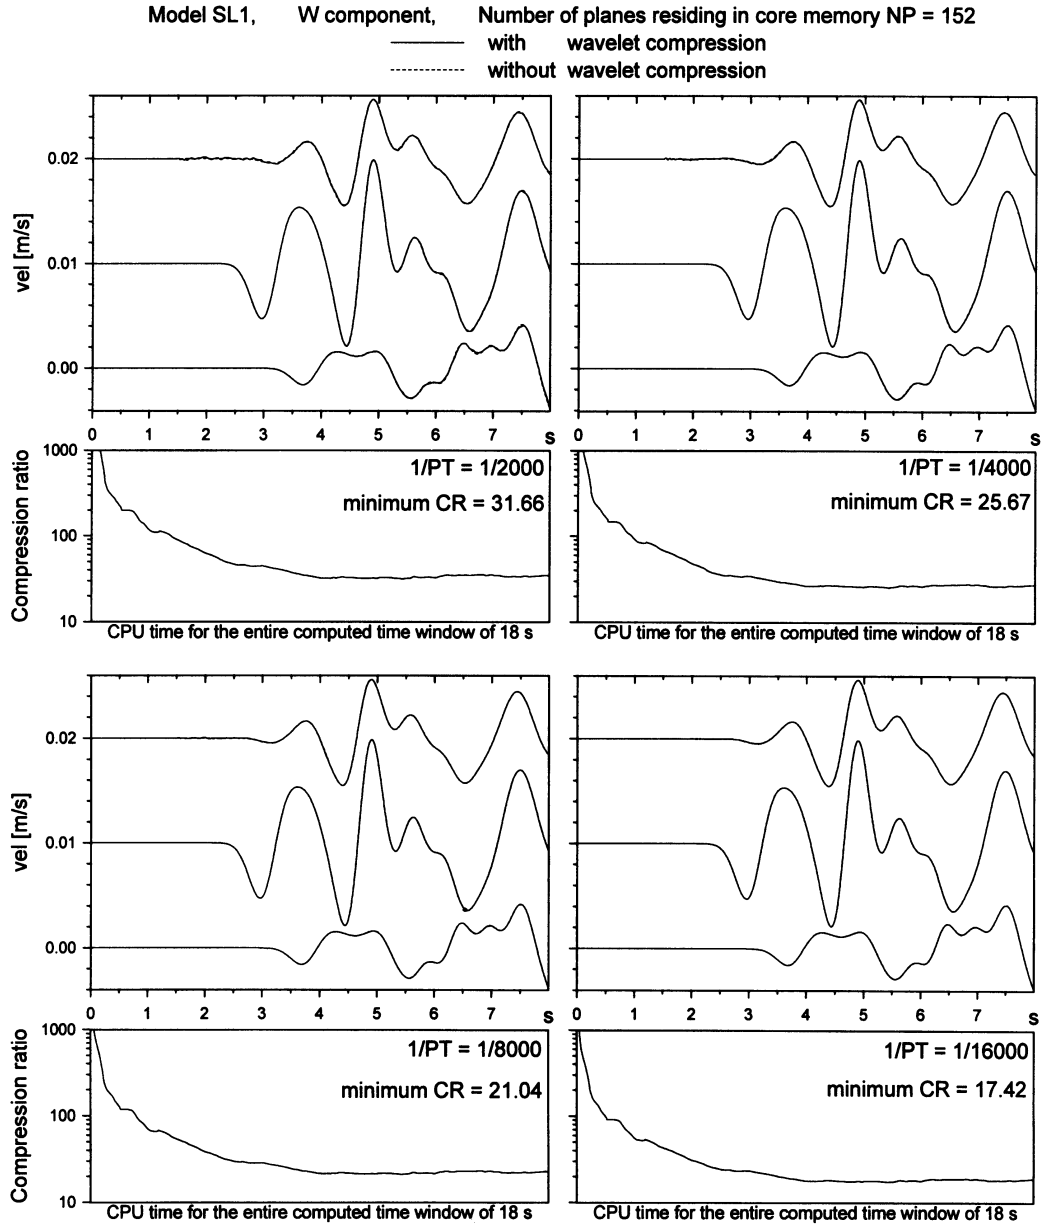 Model SL1, W component, Number of planes residing in core memory NP = 152
with wavelet compression
without wavelet compression
vel [m/s]
0.02
0.01
0.00
0 1 2 3 4 5 6 7 s
0 1 2 3 4 5 6 7 s
Compression ratio
1000
100
10
1/PT = 1/2000
minimum CR = 31.66
CPU time for the entire computed time window of 18 s
1/PT = 1/4000
minimum CR = 25.67
CPU time for the entire computed time window of 18 s
vel [m/s]
0.02
0.01
0.00
0 1 2 3 4 5 6 7 s
0 1 2 3 4 5 6 7 s
Compression ratio
1000
100
10
1/PT = 1/8000
minimum CR = 21.04
CPU time for the entire computed time window of 18 s
1/PT = 1/16000
minimum CR = 17.42
CPU time for the entire computed time window of 18 s